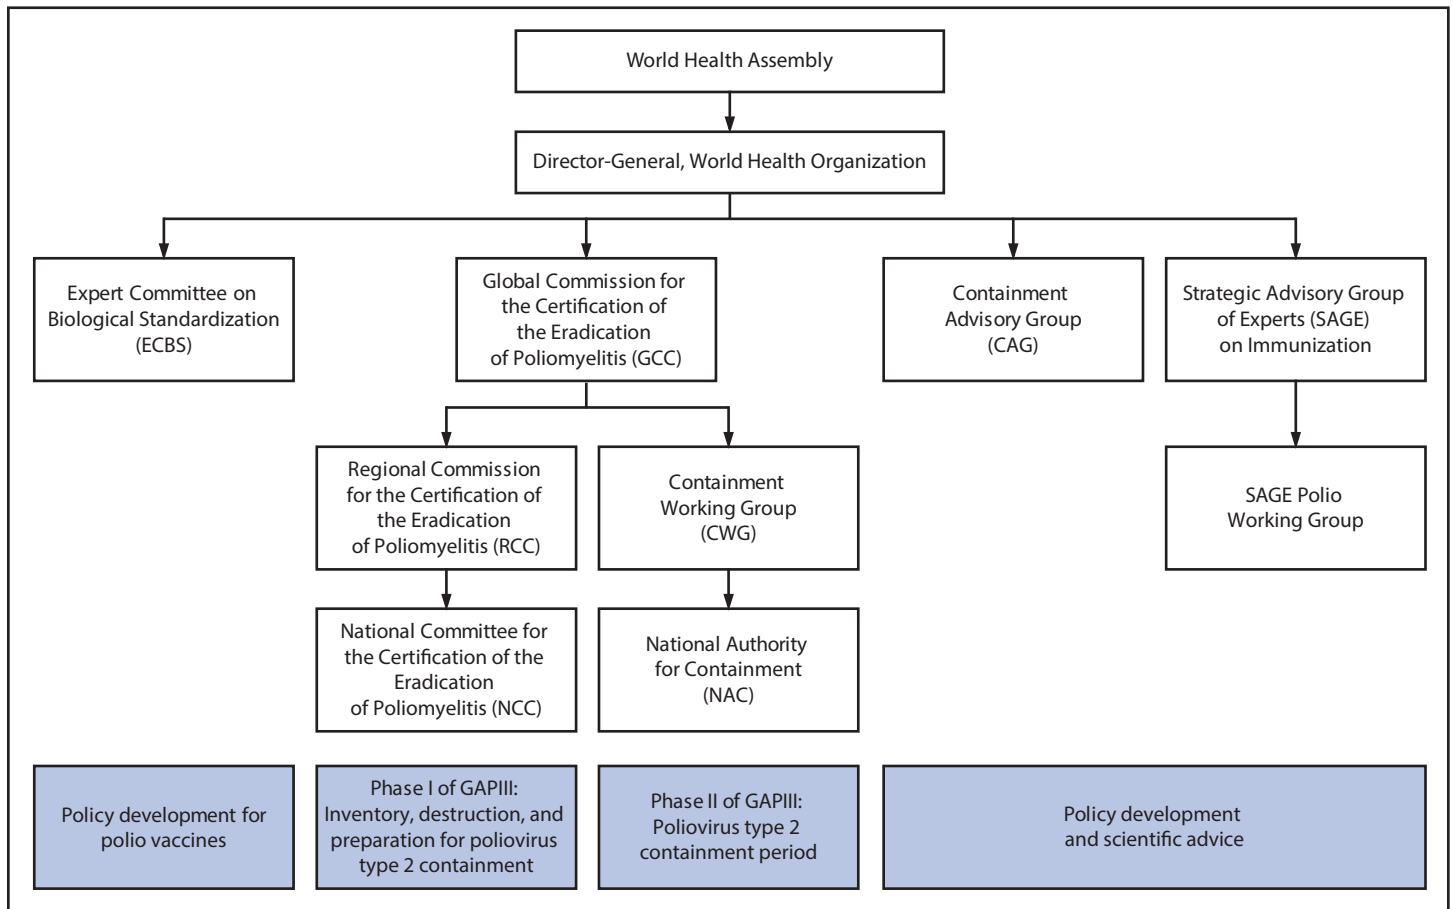 World Health Assembly
Director-General, World Health Organization
Expert Committee on
Biological Standardization
(ECBS)
Global Commission for
the Certification of
the Eradication
of Poliomyelitis (GCC)
Containment
Advisory Group
(CAG)
Strategic Advisory Group
of Experts (SAGE)
on Immunization
Regional Commission
for the Certification of
the Eradication
of Poliomyelitis (RCC)
Containment
Working Group
(CWG)
SAGE Polio
Working Group
National Committee for
the Certification of the
Eradication
of Poliomyelitis (NCC)
National Authority
for Containment
(NAC)
Policy development for
polio vaccines
Phase I of GAPIII:
Inventory, destruction, and
preparation for poliovirus
type 2 containment
Phase II of GAPIII:
Poliovirus type 2
containment period
Policy development
and scientific advice